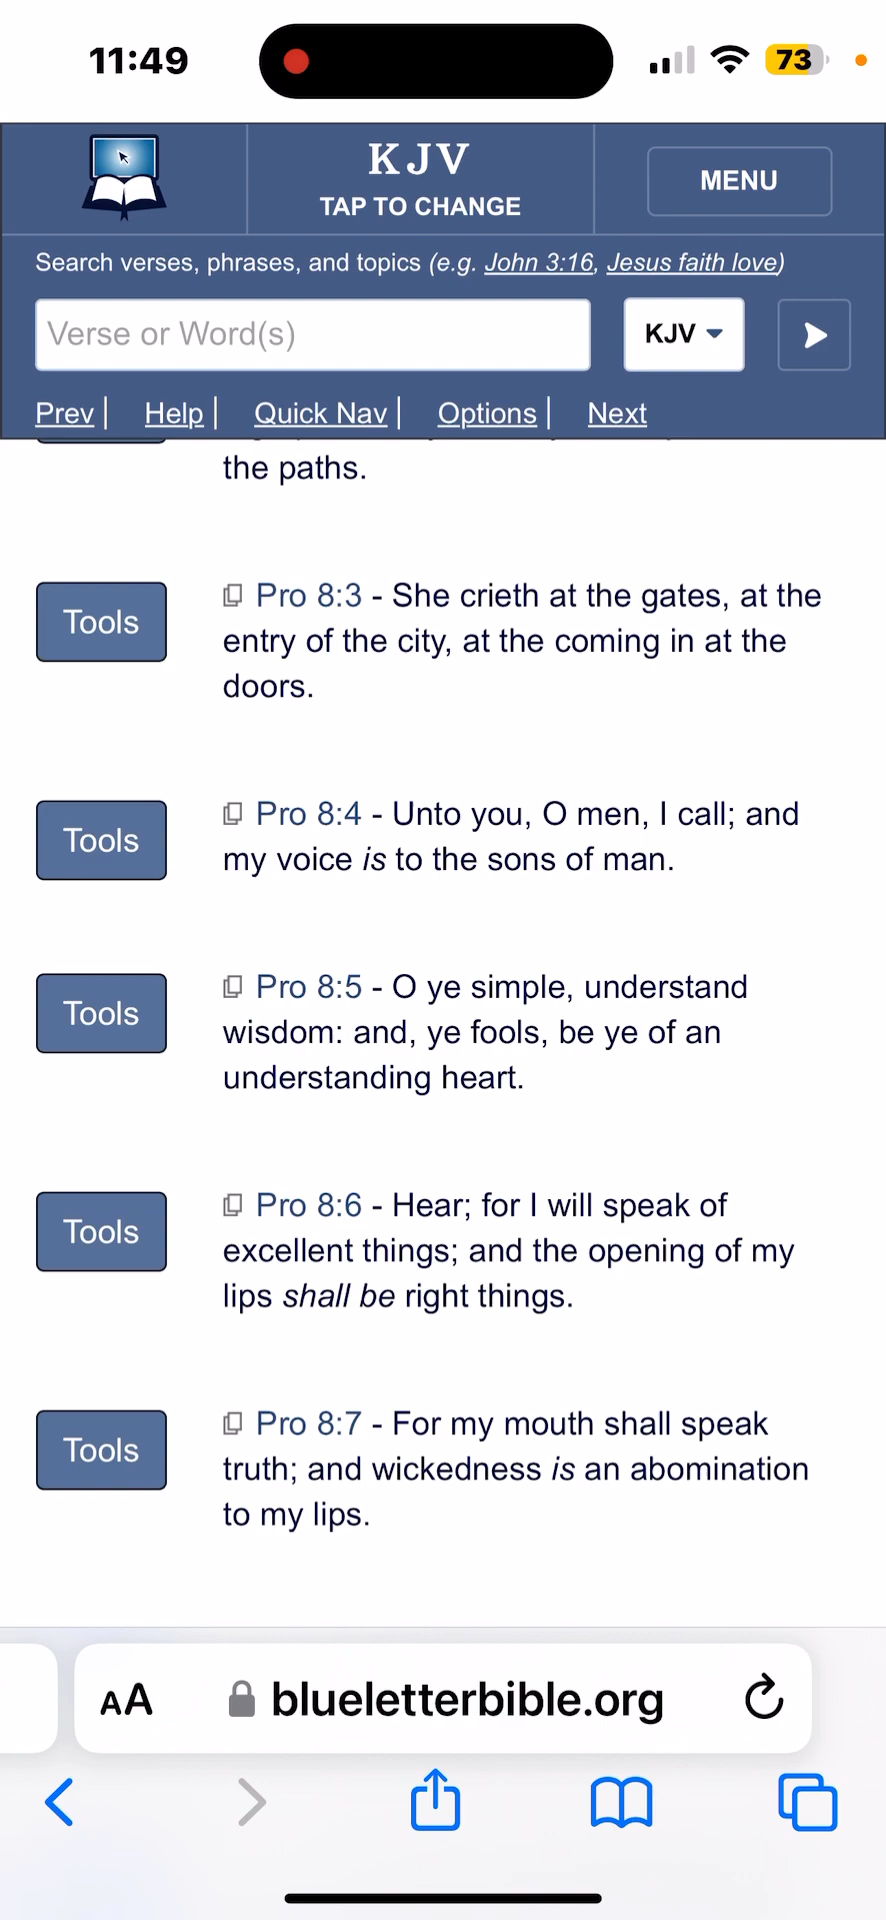 11:49
73
KJV
TAP TO CHANGE
MENU
Search verses, phrases, and topics (e.g. John 3:16, Jesus faith love)
Verse or Word(s)
KJV
Prev | Help | Quick Nav | Options | Next
the paths.
Tools
Pro 8:3 - She crieth at the gates, at the
entry of the city, at the coming in at the
doors.
Tools
Pro 8:4 - Unto you, O men, I call; and
my voice is to the sons of man.
Tools
Pro 8:5 - O ye simple, understand
wisdom: and, ye fools, be ye of an
understanding heart.
Tools
Pro 8:6 - Hear; for I will speak of
excellent things; and the opening of my
lips shall be right things.
Tools
Pro 8:7 - For my mouth shall speak
truth; and wickedness is an abomination
to my lips.
AA blueletterbible.org